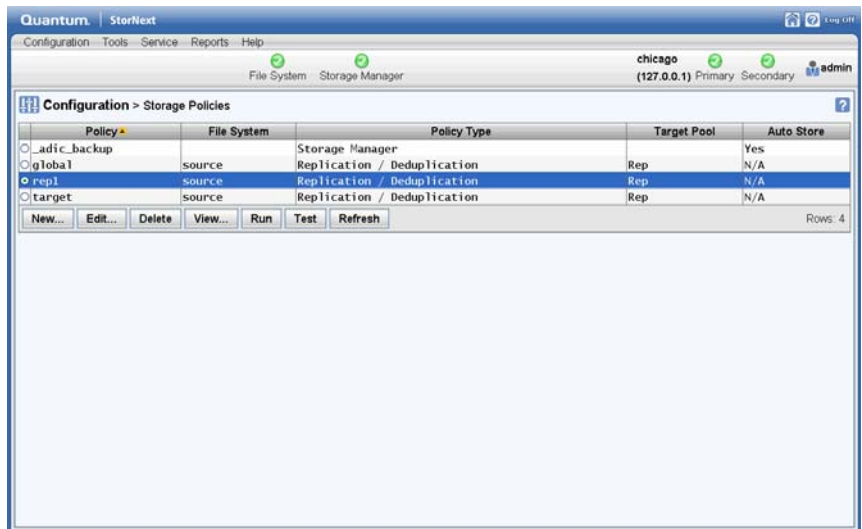 Quantum. StorNext Log Off
Configuration Tools Service Reports Help
File System Storage Manager chicago (127.0.0.1) Primary Secondary admin
Configuration > Storage Policies
Policy File System Policy Type Target Pool Auto Store
_adic_backup Storage Manager Yes
global source Replication / Deduplication Rep N/A
rep1 source Replication / Deduplication Rep N/A
target source Replication / Deduplication Rep N/A
New... Edit... Delete View... Run Test Refresh Rows: 4